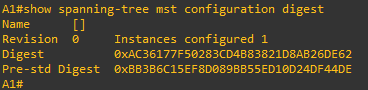 A1#show spanning-tree mst configuration digest
Name      []
Revision  0     Instances configured 1
Digest          0xAC36177F50283CD4B83821D8AB26DE62
Pre-std Digest  0xBB3B6C15EF8D089BB55ED10D24DF44DE
A1#